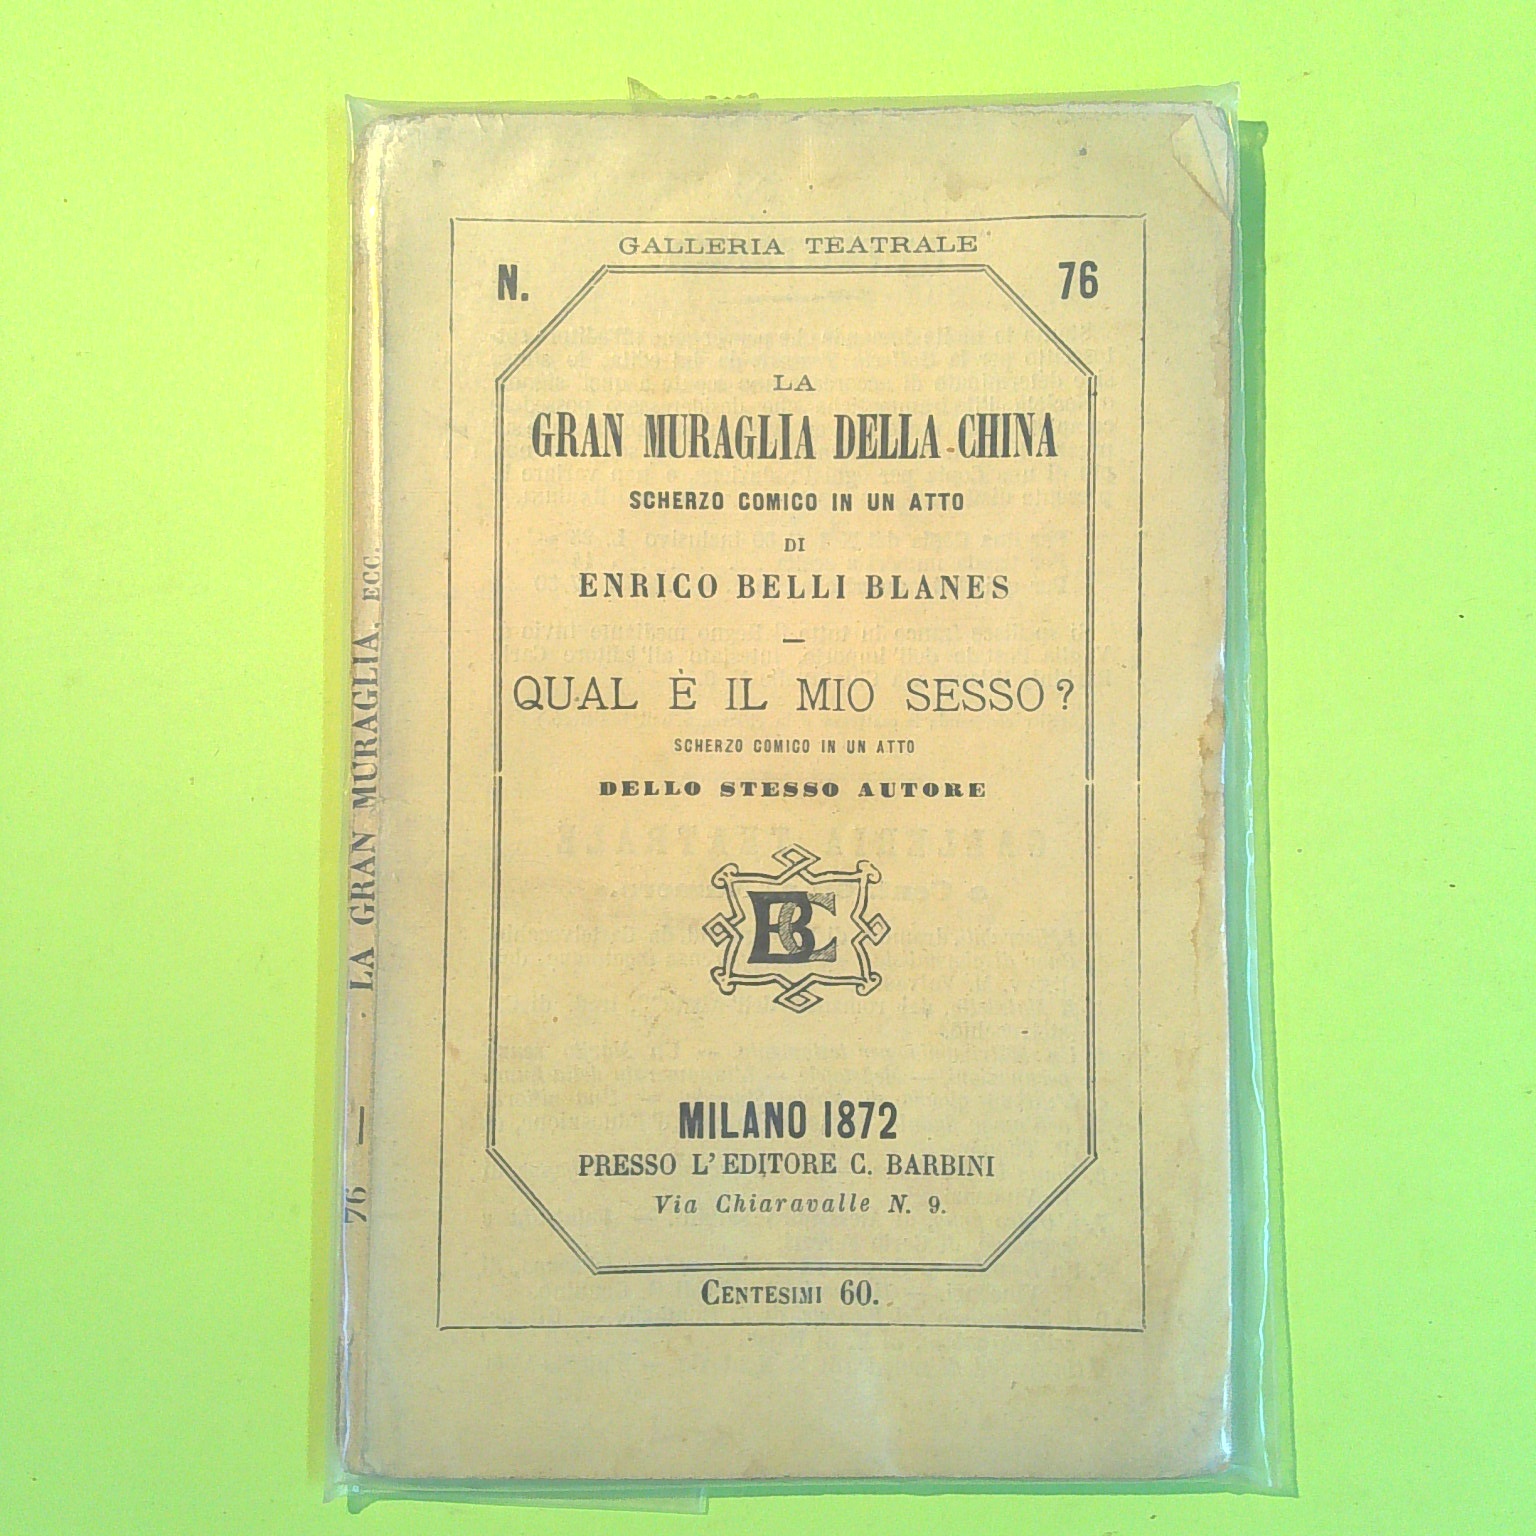 GALLERIA TEATRALE
N. 76
LA
GRAN MURAGLIA DELLA CHINA
SCHERZO COMICO IN UN ATTO
DI
ENRICO BELLI BLANES
—
QUAL È IL MIO SESSO?
SCHERZO COMICO IN UN ATTO
DELLO STESSO AUTORE
BC
MILANO 1872
PRESSO L'EDITORE C. BARBINI
Via Chiaravalle N. 9.
CENTESIMI 60.
76 — LA GRAN MURAGLIA, ECC.